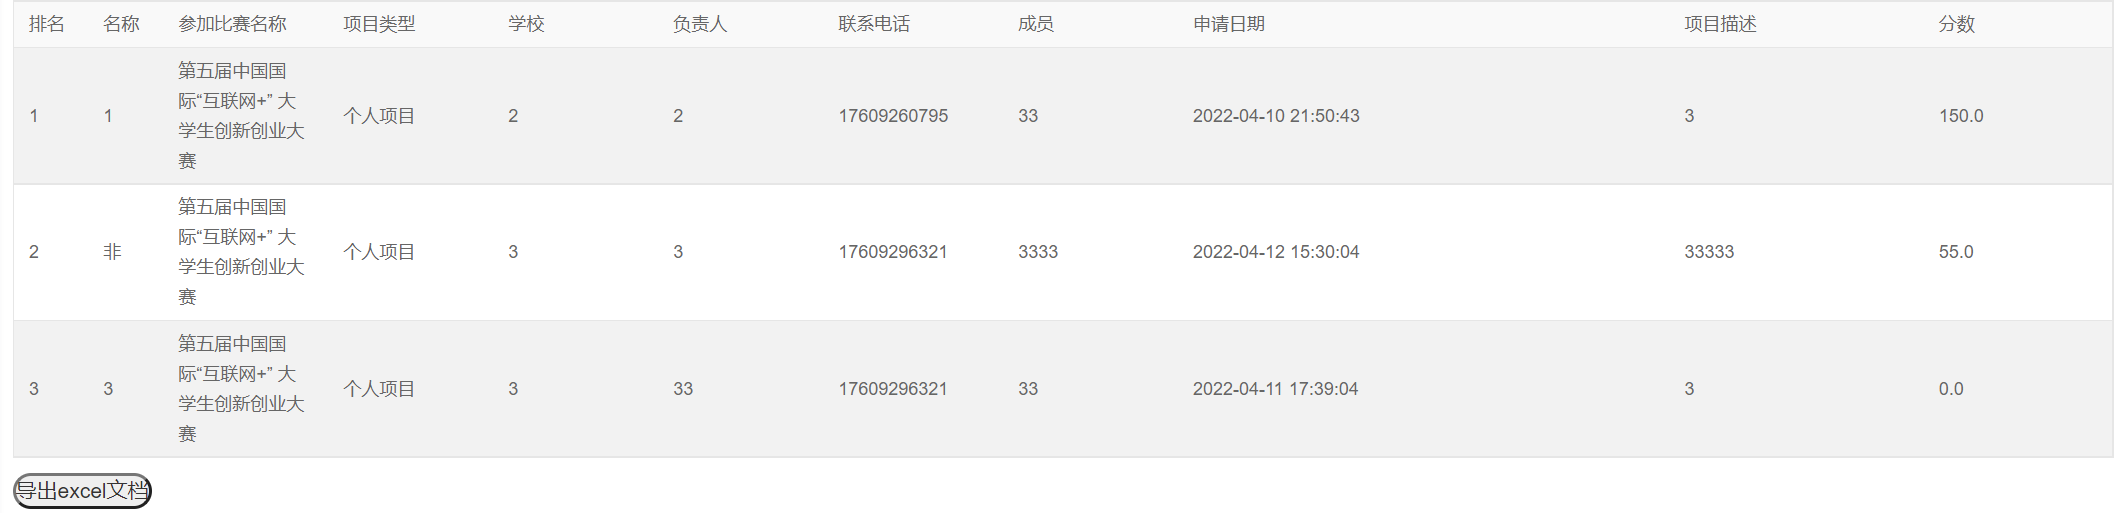 排名 名称 参加比赛名称 项目类型 学校 负责人 联系电话 成员 申请日期 项目描述 分数
第五届中国国
际“互联网+” 大
1 1 个人项目 2 2 17609260795 33 2022-04-10 21:50:43 3 150.0
学生创新创业大
赛
第五届中国国
际“互联网+” 大
2 非 个人项目 3 3 17609296321 3333 2022-04-12 15:30:04 33333 55.0
学生创新创业大
赛
第五届中国国
际“互联网+” 大
3 3 个人项目 3 33 17609296321 33 2022-04-11 17:39:04 3 0.0
学生创新创业大
赛
导出excel文档